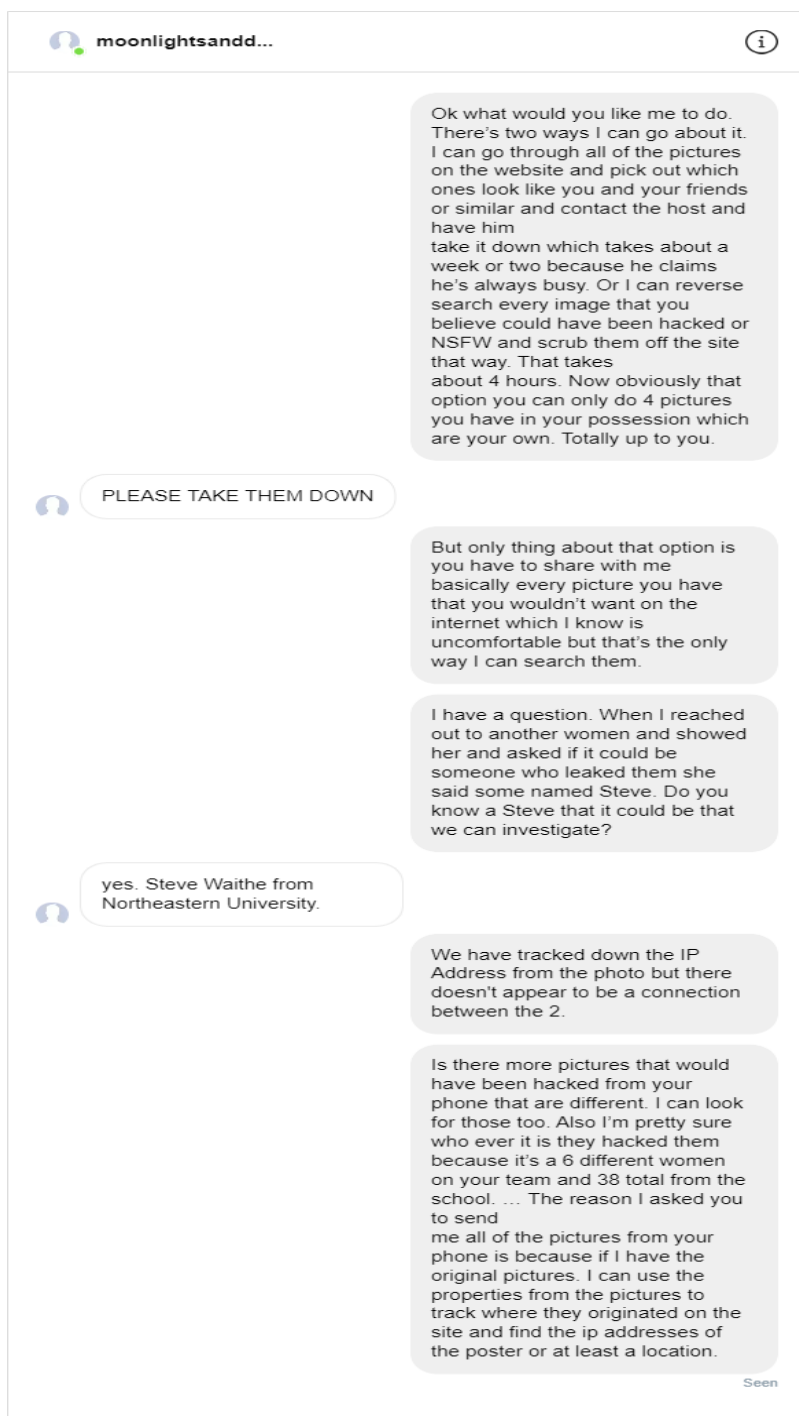 moonlightsandd...
Ok what would you like me to do.
There's two ways I can go about it.
I can go through all of the pictures
on the website and pick out which
ones look like you and your friends
or similar and contact the host and
have him
take it down which takes about a
week or two because he claims
he's always busy. Or I can reverse
search every image that you
believe could have been hacked or
NSFW and scrub them off the site
that way. That takes
about 4 hours. Now obviously that
option you can only do 4 pictures
you have in your possession which
are your own. Totally up to you.
PLEASE TAKE THEM DOWN
But only thing about that option is
you have to share with me
basically every picture you have
that you wouldn't want on the
internet which I know is
uncomfortable but that's the only
way I can search them.
I have a question. When I reached
out to another women and showed
her and asked if it could be
someone who leaked them she
said some named Steve. Do you
know a Steve that it could be that
we can investigate?
yes. Steve Waithe from
Northeastern University.
We have tracked down the IP
Address from the photo but there
doesn't appear to be a connection
between the 2.
Is there more pictures that would
have been hacked from your
phone that are different. I can look
for those too. Also I'm pretty sure
who ever it is they hacked them
because it's a 6 different women
on your team and 38 total from the
school. ... The reason I asked you
to send
me all of the pictures from your
phone is because if I have the
original pictures. I can use the
properties from the pictures to
track where they originated on the
site and find the ip addresses of
the poster or at least a location.
Seen